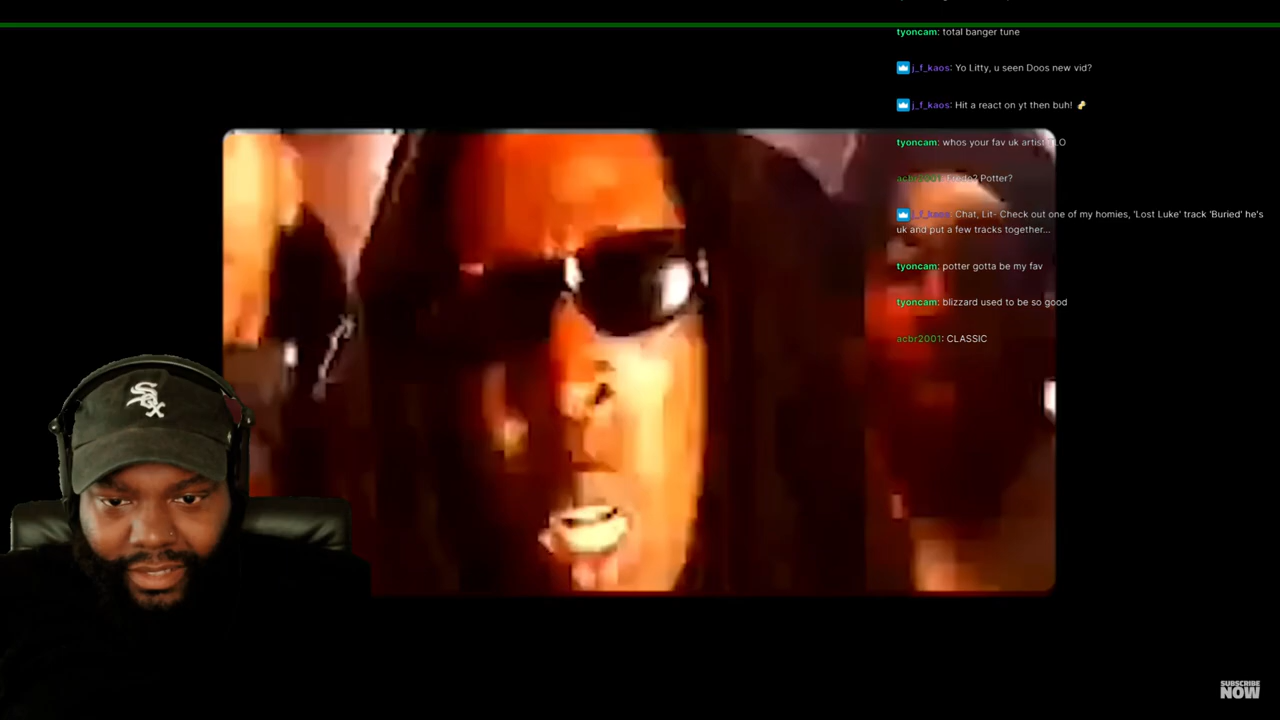 tyoncam: total banger tune
j_f_kaos: Yo Litty, u seen Doos new vid?
j_f_kaos: Hit a react on yt then buh!
tyoncam: whos your fav uk artist
acbr2001: Potter?
j_f_kaos: Chat, Lit- Check out one of my homies, 'Lost Luke' track 'Buried' he's
uk and put a few tracks together...
tyoncam: potter gotta be my fav
tyoncam: blizzard used to be so good
acbr2001: CLASSIC
Sox
SUBSCRIBE
NOW